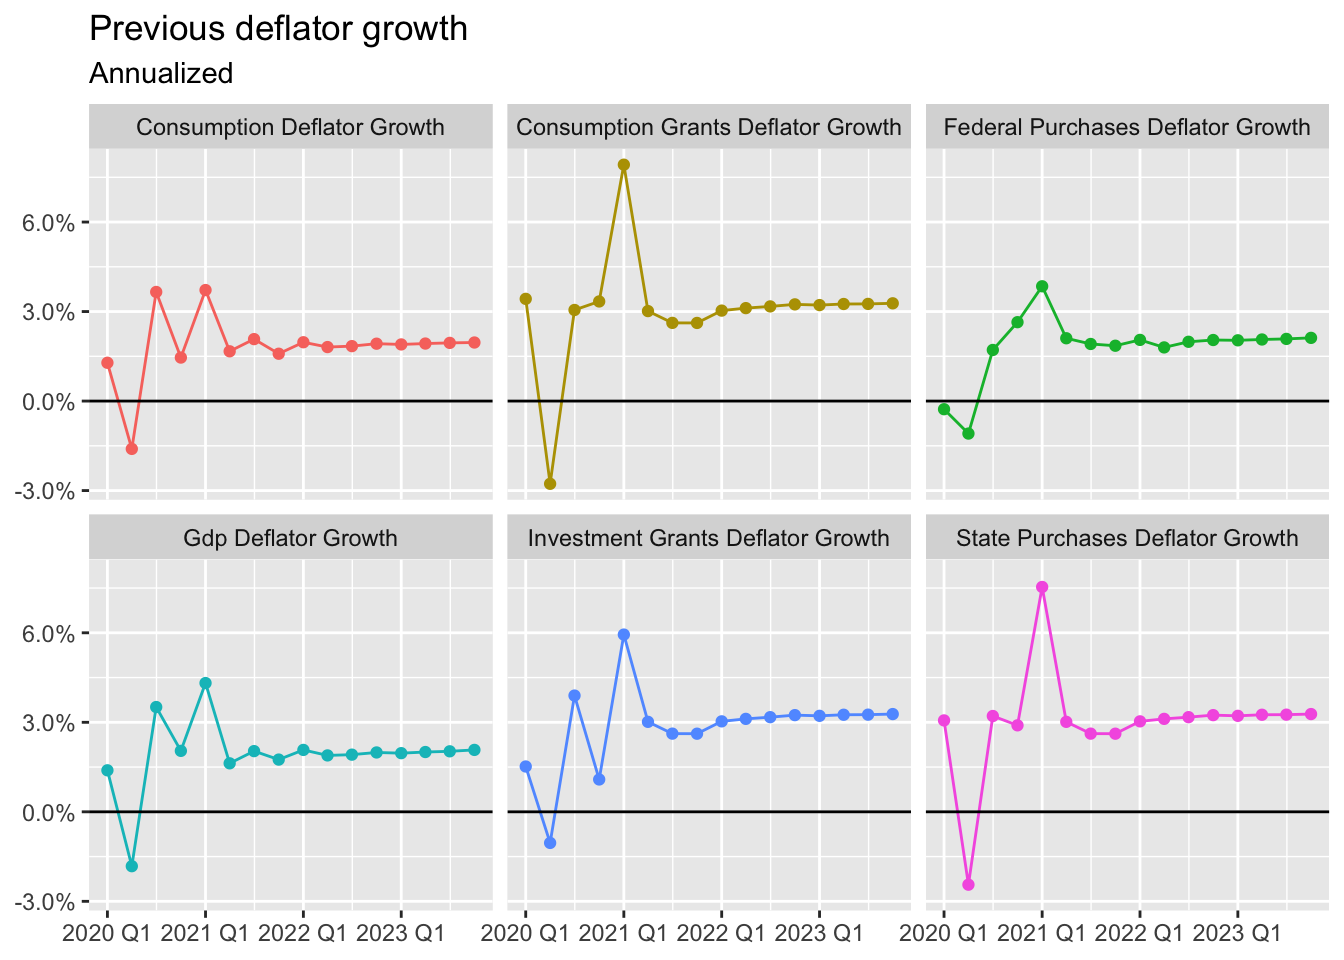 Previous deflator growth
Annualized
Consumption Deflator Growth
Consumption Grants Deflator Growth
Federal Purchases Deflator Growth
6.0%
3.0%
0.0%
-3.0%
Gdp Deflator Growth
Investment Grants Deflator Growth
State Purchases Deflator Growth
6.0%
3.0%
0.0%
-3.0%
2020 Q1 2021 Q1 2022 Q1 2023 Q1
2020 Q1 2021 Q1 2022 Q1 2023 Q1
2020 Q1 2021 Q1 2022 Q1 2023 Q1